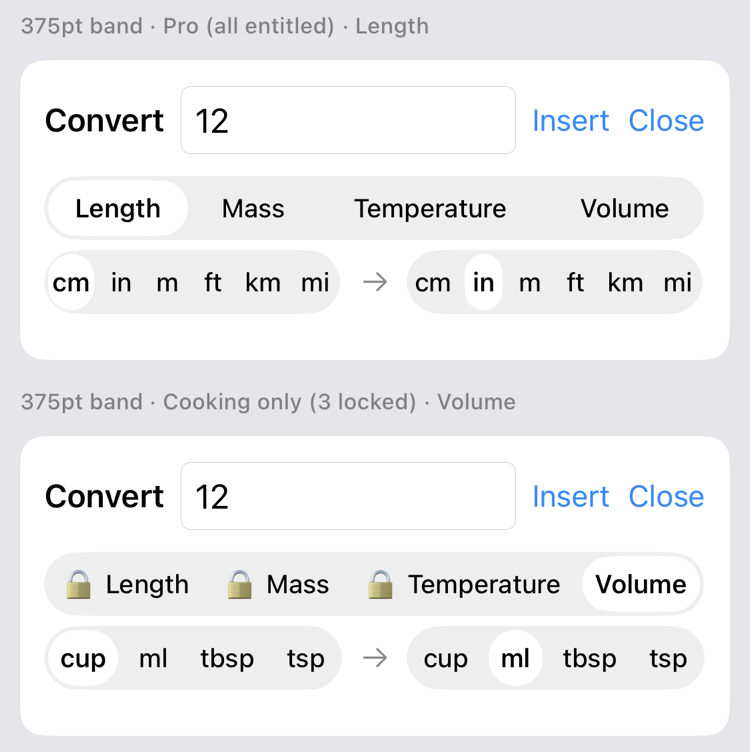 375pt band · Pro (all entitled) · Length
Convert 12 Insert Close
Length Mass Temperature Volume
cm in m ft km mi → cm in m ft km mi
375pt band · Cooking only (3 locked) · Volume
Convert 12 Insert Close
🔒 Length 🔒 Mass 🔒 Temperature Volume
cup ml tbsp tsp → cup ml tbsp tsp